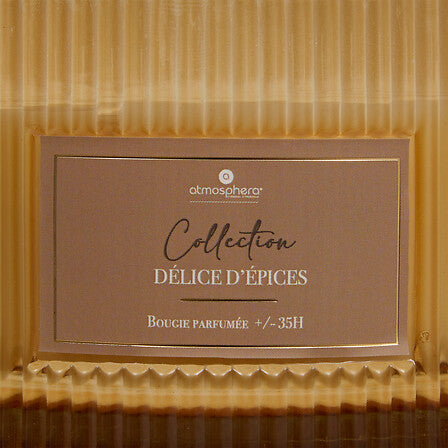 a
atmosphera®
Collection
DÉLICE D'ÉPICES
BOUGIE PARFUMÉE +/- 35H